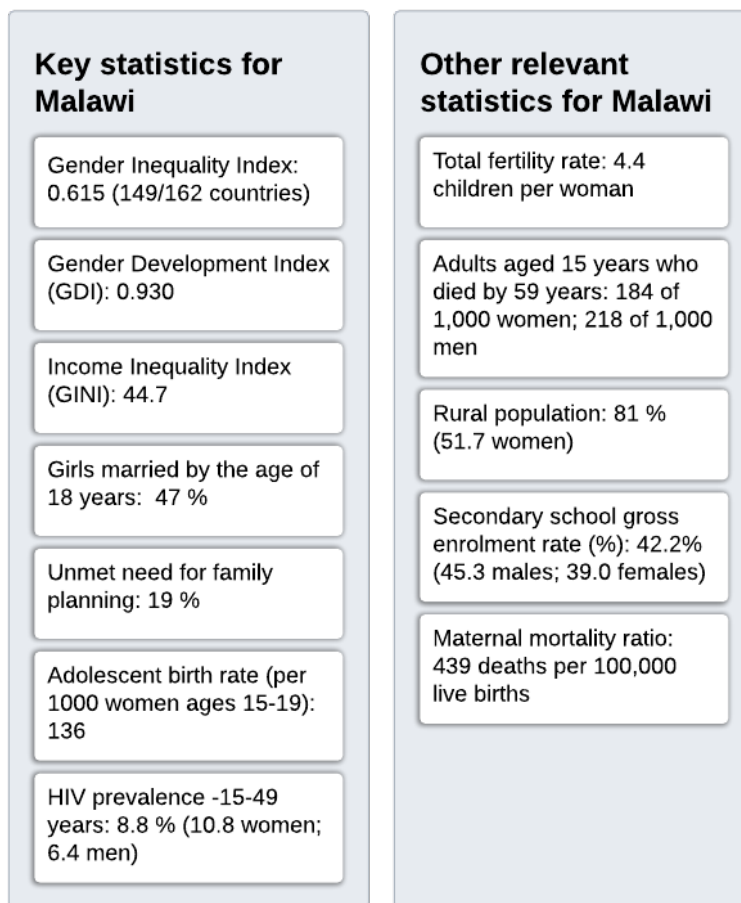 Key statistics for
Malawi
Gender Inequality Index:
0.615 (149/162 countries)
Gender Development Index
(GDI): 0.930
Income Inequality Index
(GINI): 44.7
Girls married by the age of
18 years:  47 %
Unmet need for family
planning: 19 %
Adolescent birth rate (per
1000 women ages 15-19):
136
HIV prevalence -15-49
years: 8.8 % (10.8 women;
6.4 men)
Other relevant
statistics for Malawi
Total fertility rate: 4.4
children per woman
Adults aged 15 years who
died by 59 years: 184 of
1,000 women; 218 of 1,000
men
Rural population: 81 %
(51.7 women)
Secondary school gross
enrolment rate (%): 42.2%
(45.3 males; 39.0 females)
Maternal mortality ratio:
439 deaths per 100,000
live births